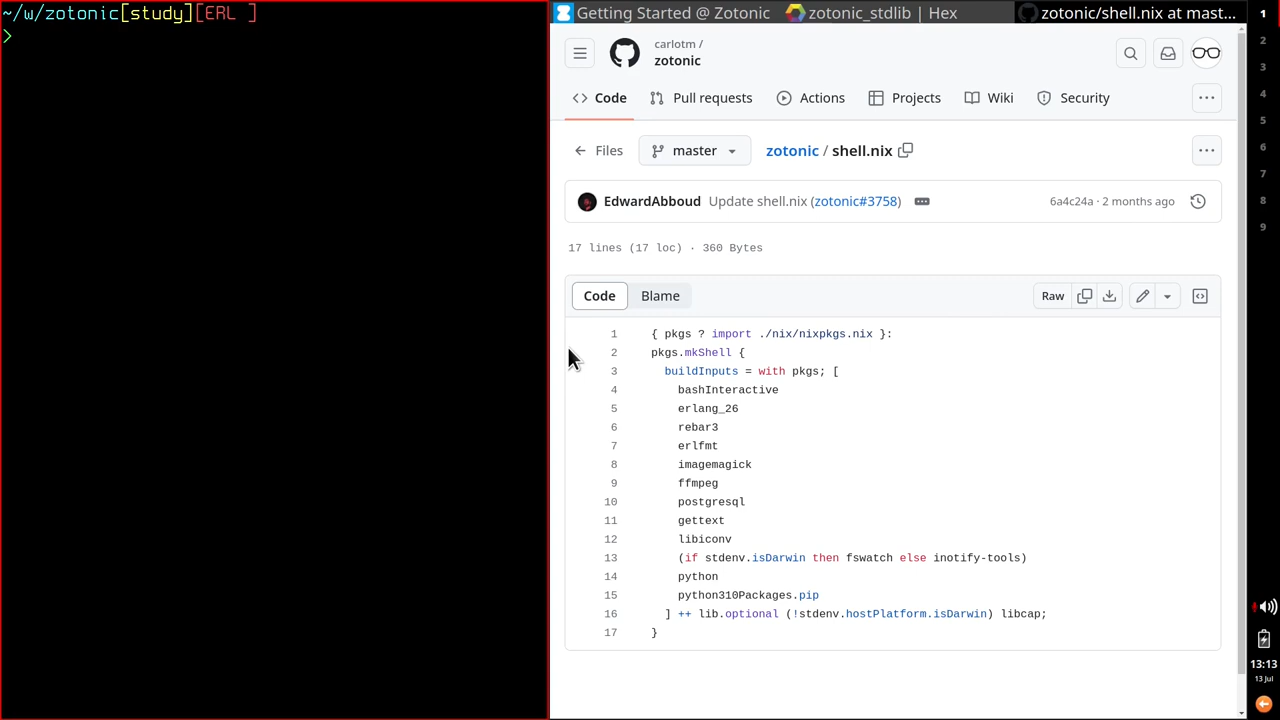 ~/w/zotonic[study][ERL ]
>
Getting Started @ Zotonic
zotonic_stdlib | Hex
zotonic/shell.nix at mast...
carlotm /
zotonic
Code
Pull requests
Actions
Projects
Wiki
Security
Files
master
zotonic / shell.nix
EdwardAbboud Update shell.nix (zotonic#3758)
6a4c24a · 2 months ago
17 lines (17 loc) · 360 Bytes
Code
Blame
Raw
1 { pkgs ? import ./nix/nixpkgs.nix }:
2 pkgs.mkShell {
3 buildInputs = with pkgs; [
4 bashInteractive
5 erlang_26
6 rebar3
7 erlfmt
8 imagemagick
9 ffmpeg
10 postgresql
11 gettext
12 libiconv
13 (if stdenv.isDarwin then fswatch else inotify-tools)
14 python
15 python310Packages.pip
16 ] ++ lib.optional (!stdenv.hostPlatform.isDarwin) libcap;
17 }
1
2
3
4
5
6
7
8
9
13:13
13 Jul